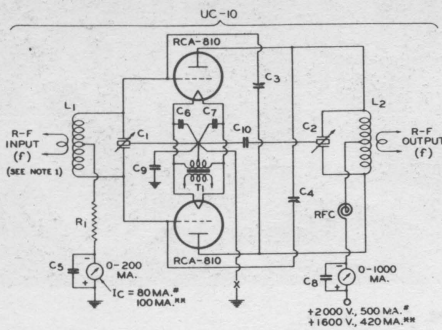 UC-10
RCA-810
L1
R-F
INPUT
(f)
(SEE NOTE 1)
C1
C6
C7
C3
C10
C2
L2
R-F
OUTPUT
(f)
C9
T1
C4
R1
RFC
RCA-810
C5
0-200
MA.
IC = 80 MA.#
100 MA.**
C8
0-1000
MA.
+2000 V., 500 MA.#
+1600 V., 420 MA.**